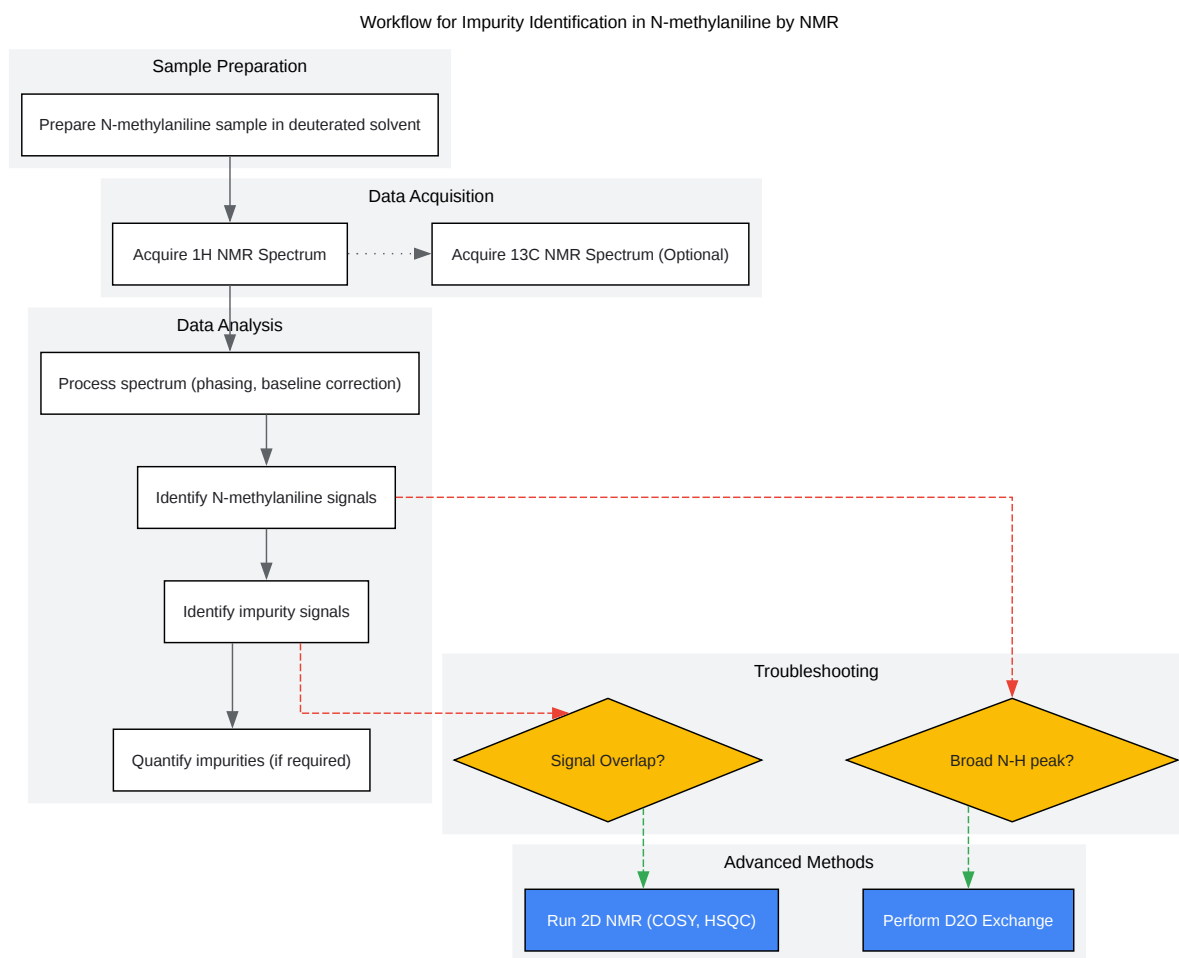 Workflow for Impurity Identification in N-methylaniline by NMR
Sample Preparation
Prepare N-methylaniline sample in deuterated solvent
Data Acquisition
Acquire 1H NMR Spectrum
Acquire 13C NMR Spectrum (Optional)
Data Analysis
Process spectrum (phasing, baseline correction)
Identify N-methylaniline signals
Identify impurity signals
Quantify impurities (if required)
Troubleshooting
Signal Overlap?
Broad N-H peak?
Advanced Methods
Run 2D NMR (COSY, HSQC)
Perform D2O Exchange